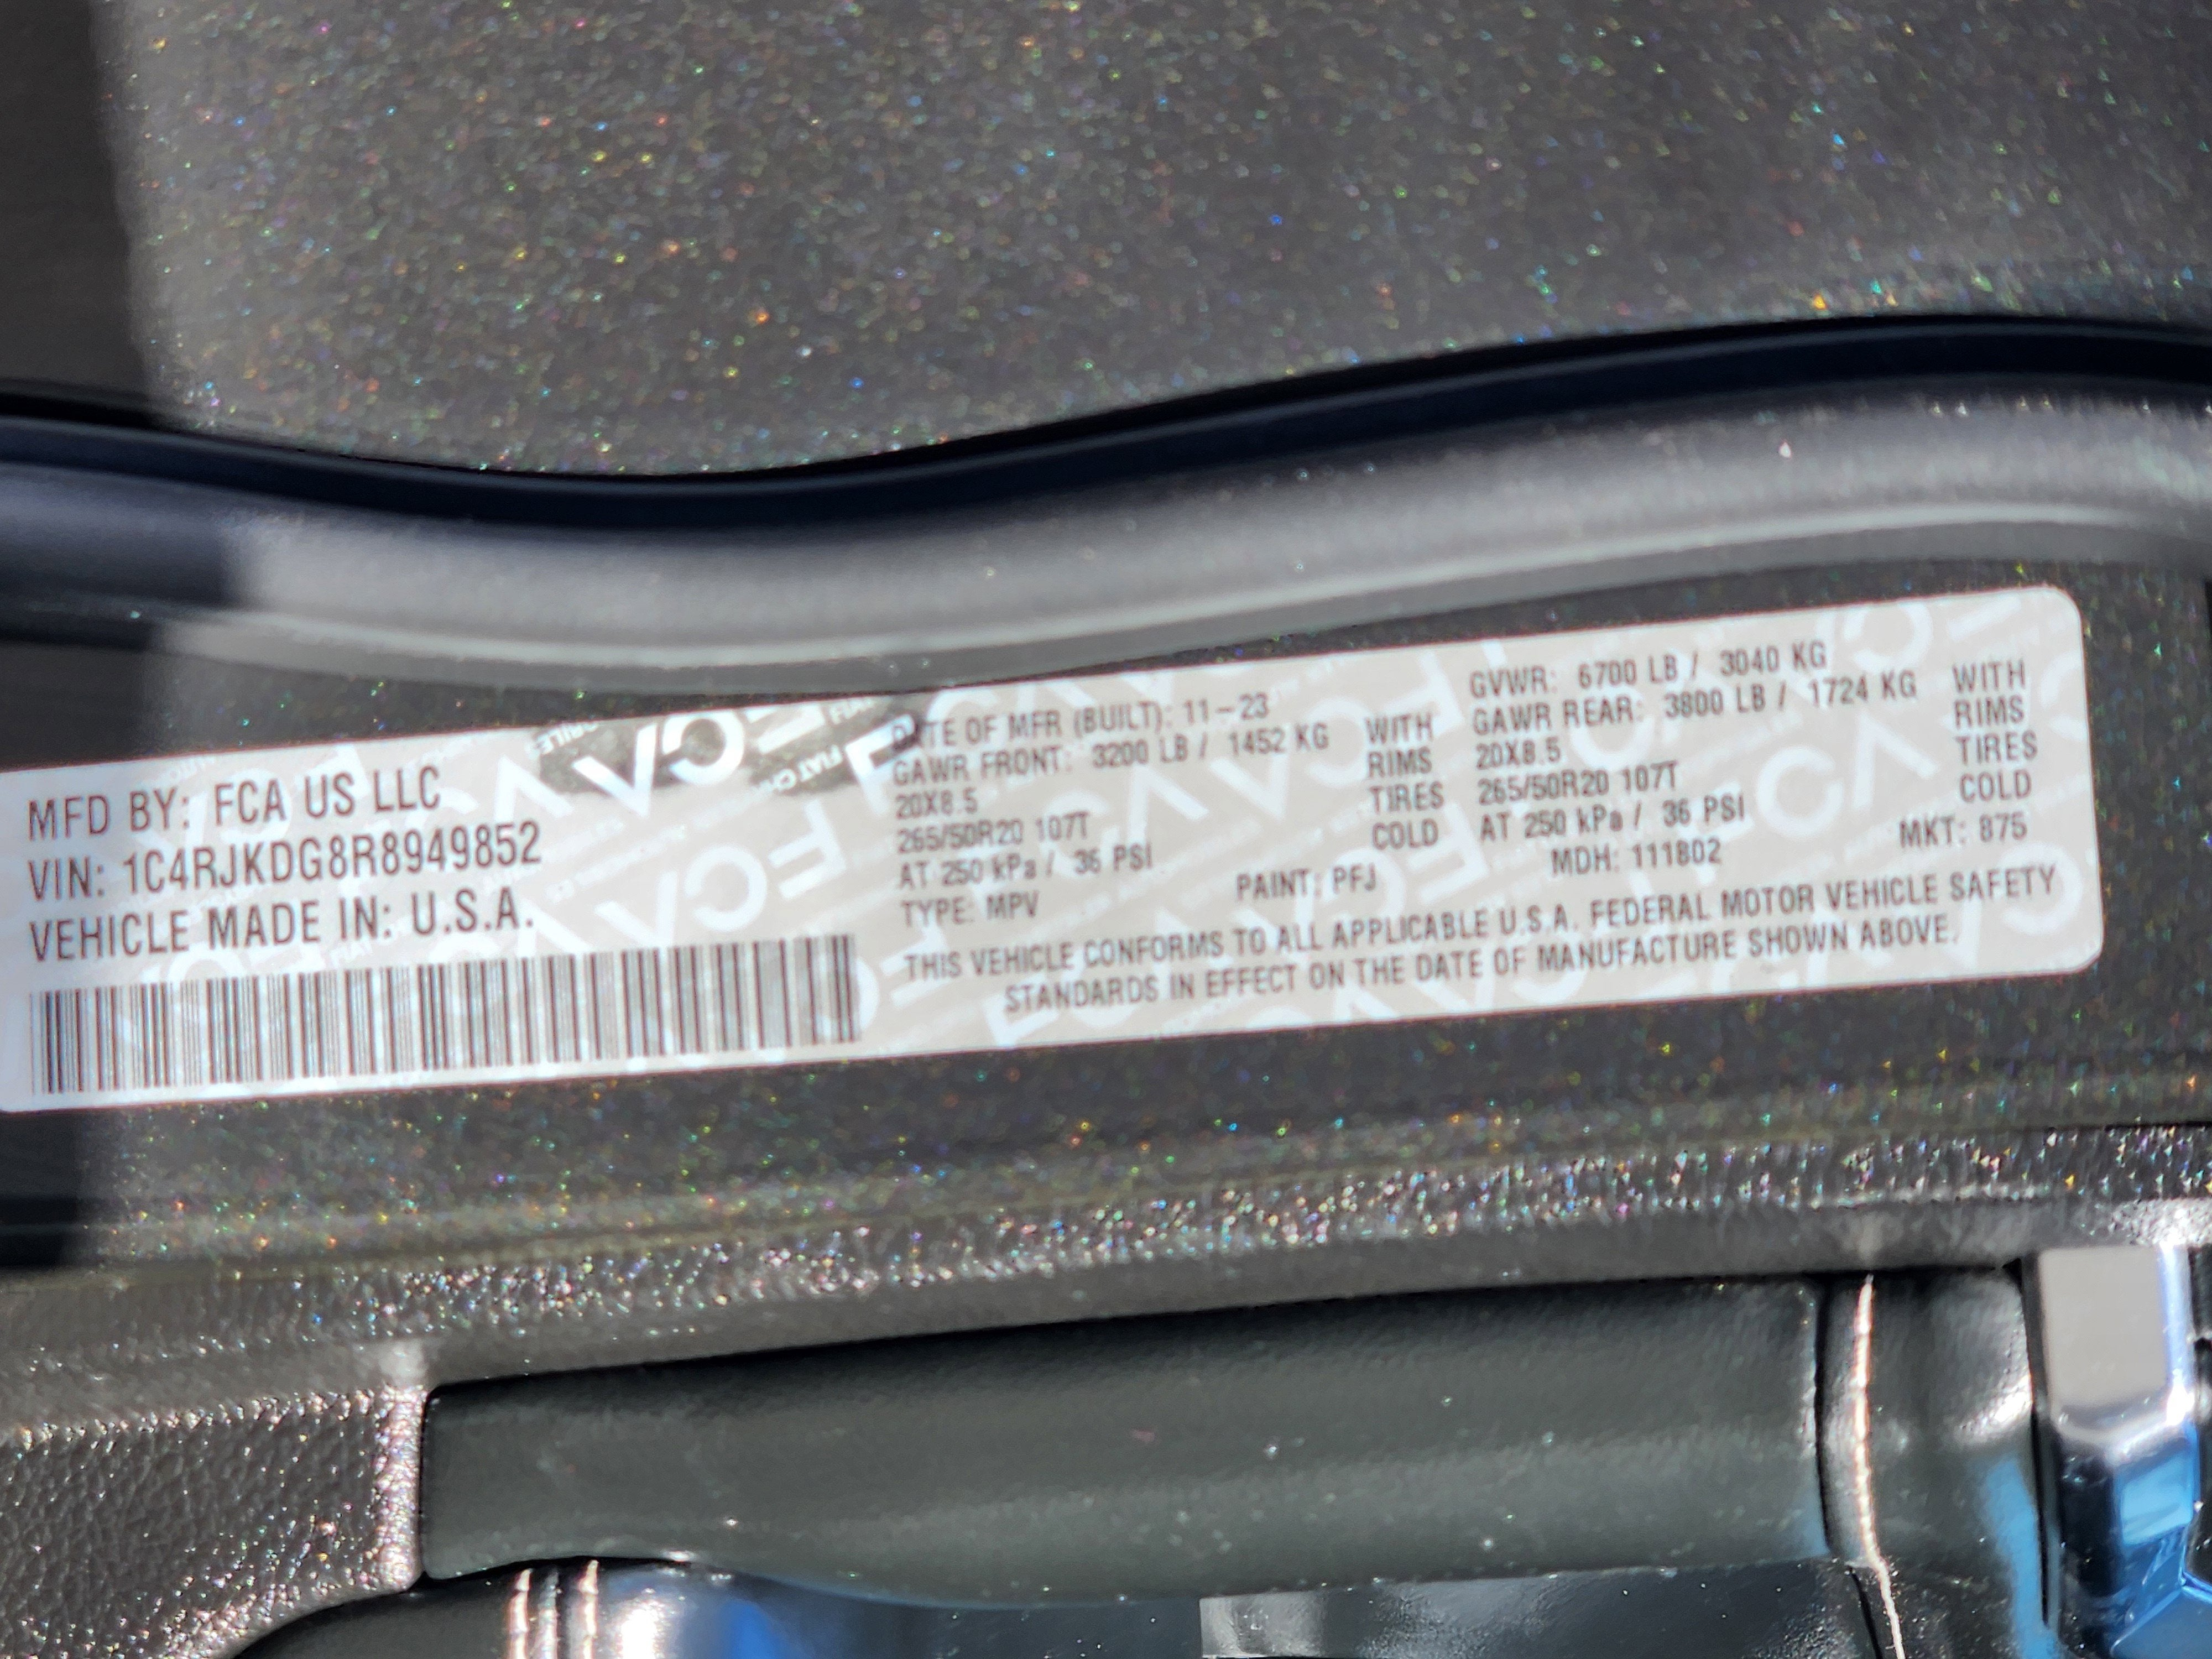 MFD BY: FCA US LLC
VIN: 1C4RJKDG8R8949852
VEHICLE MADE IN: U.S.A.
DATE OF MFR (BUILT): 11-23
GAWR FRONT: 3200 LB / 1452 KG WITH
20X8.5 RIMS
265/50R20 107T TIRES
AT 250 kPa / 36 PSI COLD
TYPE: MPV PAINT: PFJ
GVWR: 6700 LB / 3040 KG
GAWR REAR: 3800 LB / 1724 KG WITH
20X8.5 RIMS
265/50R20 107T TIRES
AT 250 kPa / 36 PSI COLD
MDH: 111802 MKT: 875
THIS VEHICLE CONFORMS TO ALL APPLICABLE U.S.A. FEDERAL MOTOR VEHICLE SAFETY
STANDARDS IN EFFECT ON THE DATE OF MANUFACTURE SHOWN ABOVE.